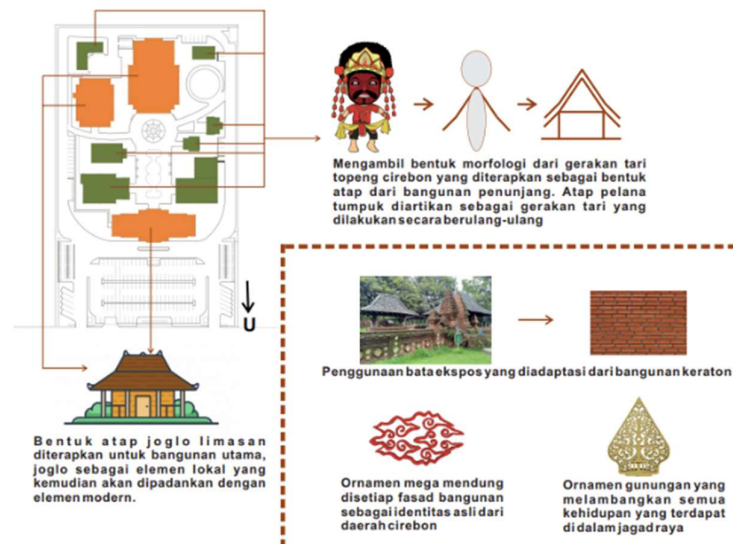 Mengambil bentuk morfologi dari gerakan tari
topeng cirebon yang diterapkan sebagai bentuk
atap dari bangunan penunjang. Atap pelana
tumpuk diartikan sebagai gerakan tari yang
dilakukan secara berulang-ulang
U
Penggunaan bata ekspos yang diadaptasi dari bangunan keraton
Bentuk atap joglo limasan
diterapkan untuk bangunan utama,
joglo sebagai elemen lokal yang
kemudian akan dipadankan dengan
elemen modern.
Ornamen mega mendung
disetiap fasad bangunan
sebagai identitas asli dari
daerah cirebon
Ornamen gunungan yang
melambangkan semua
kehidupan yang terdapat
di dalam jagad raya